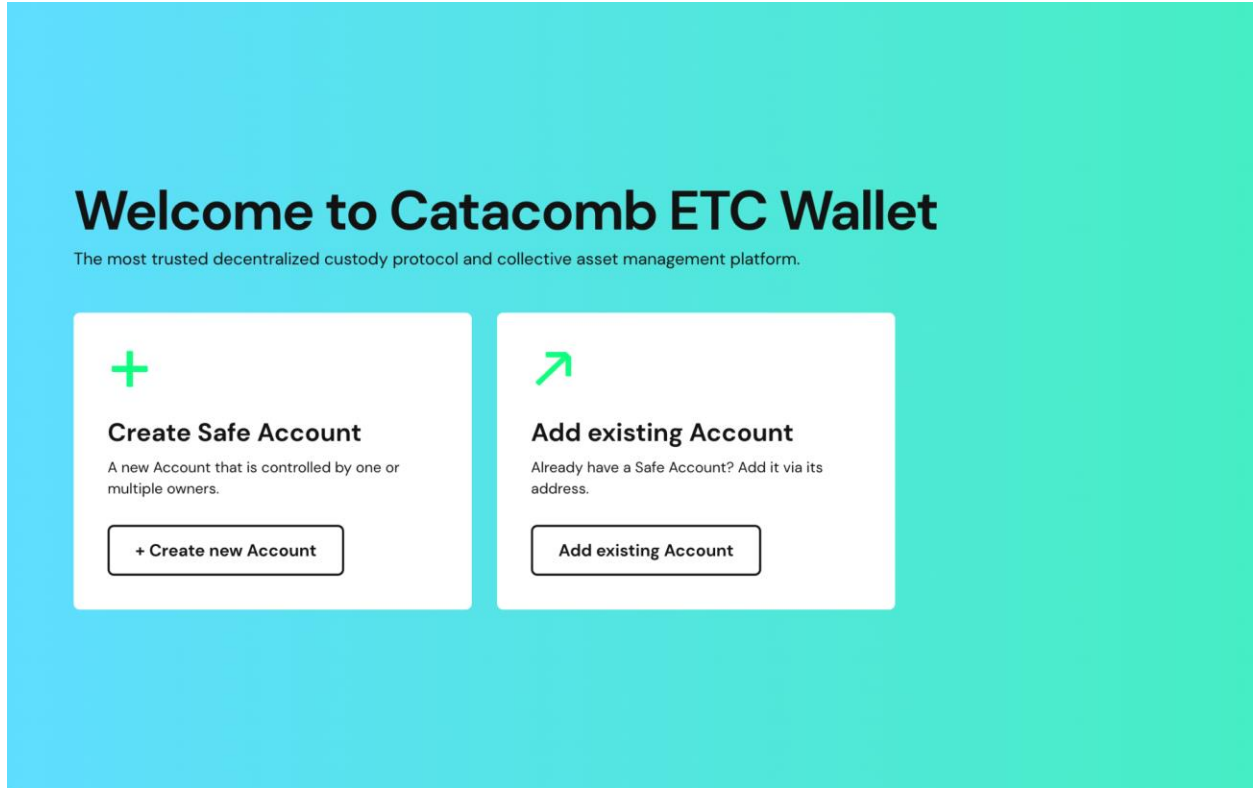 Welcome to Catacomb ETC Wallet
The most trusted decentralized custody protocol and collective asset management platform.
Create Safe Account
A new Account that is controlled by one or
multiple owners.
+ Create new Account
Add existing Account
Already have a Safe Account? Add it via its
address.
Add existing Account